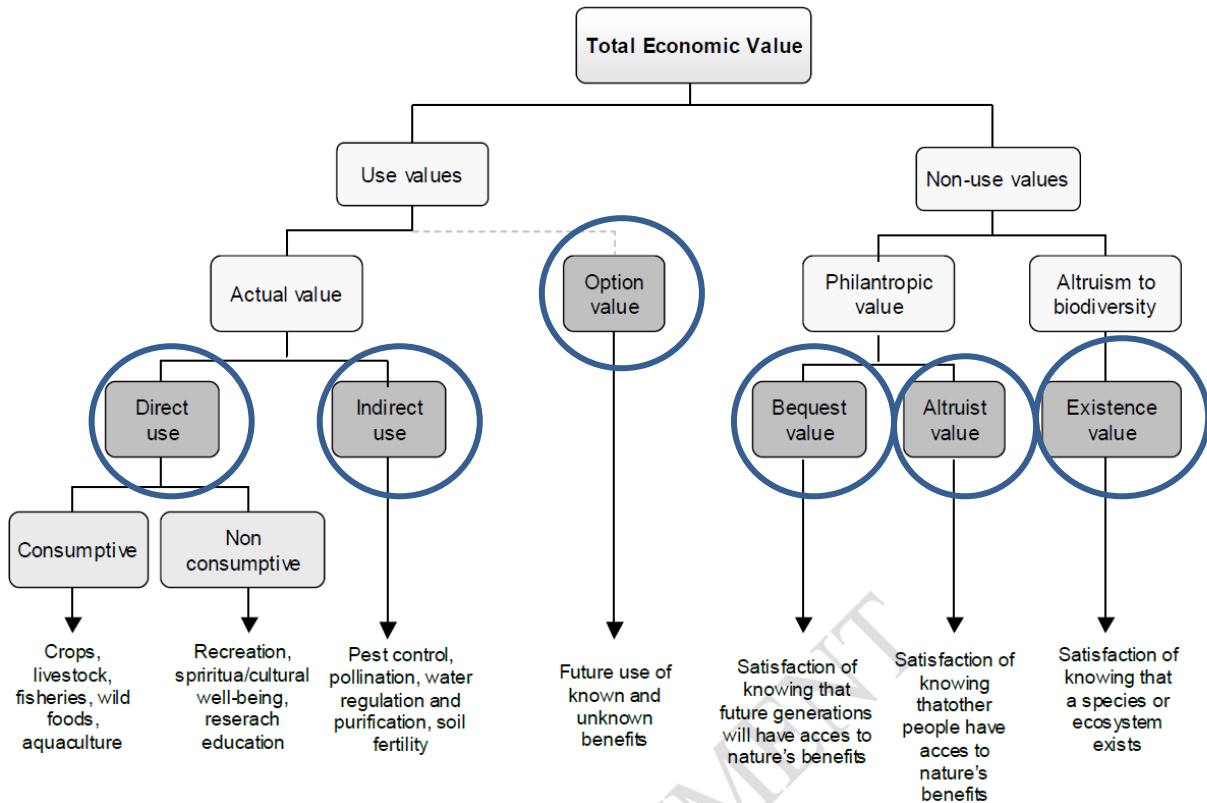 Total Economic Value
Use values
Non-use values
Actual value
Option
value
Philantropic
value
Altruism to
biodiversity
Direct
use
Indirect
use
Bequest
value
Altruist
value
Existence
value
Consumptive
Non
consumptive
Crops,
livestock,
fisheries, wild
foods,
aquaculture
Recreation,
spriritua/cultural
well-being,
reserach
education
Pest control,
pollination, water
regulation and
purification, soil
fertility
Future use of
known and
unknown
benefits
Satisfaction of
knowing that
future generations
will have acces to
nature's benefits
Satisfaction of
knowing
thatother
people have
acces to
nature's
benefits
Satisfaction of
knowing that
a species or
ecosystem
exists
MENT